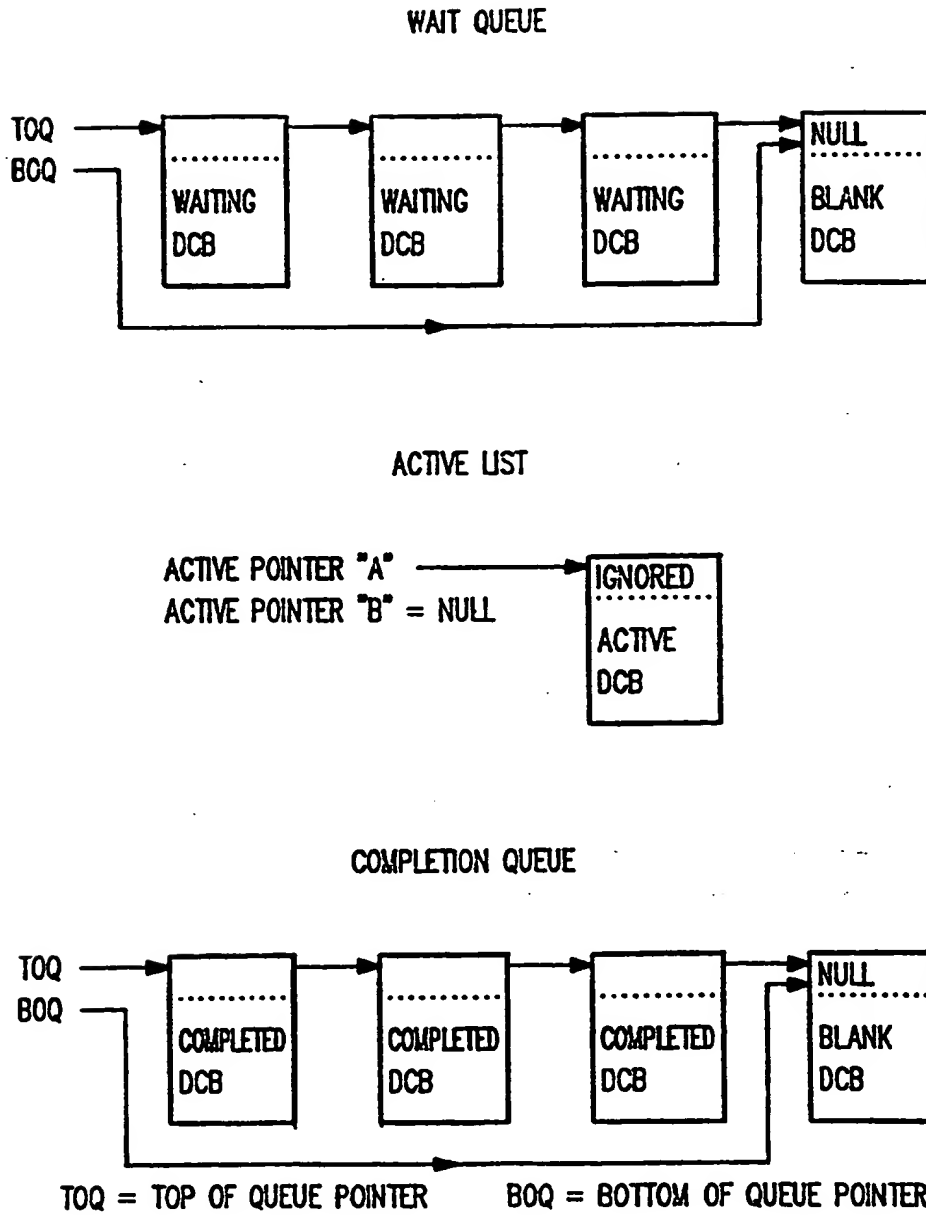 WAIT QUEUE
TOQ
BOQ
NULL
WAITING DCB
WAITING DCB
WAITING DCB
BLANK DCB
ACTIVE LIST
ACTIVE POINTER "A"
ACTIVE POINTER "B" = NULL
IGNORED
ACTIVE
DCB
COMPLETION QUEUE
TOQ
BOQ
NULL
COMPLETED DCB
COMPLETED DCB
COMPLETED DCB
BLANK DCB
TOQ = TOP OF QUEUE POINTER
BOQ = BOTTOM OF QUEUE POINTER